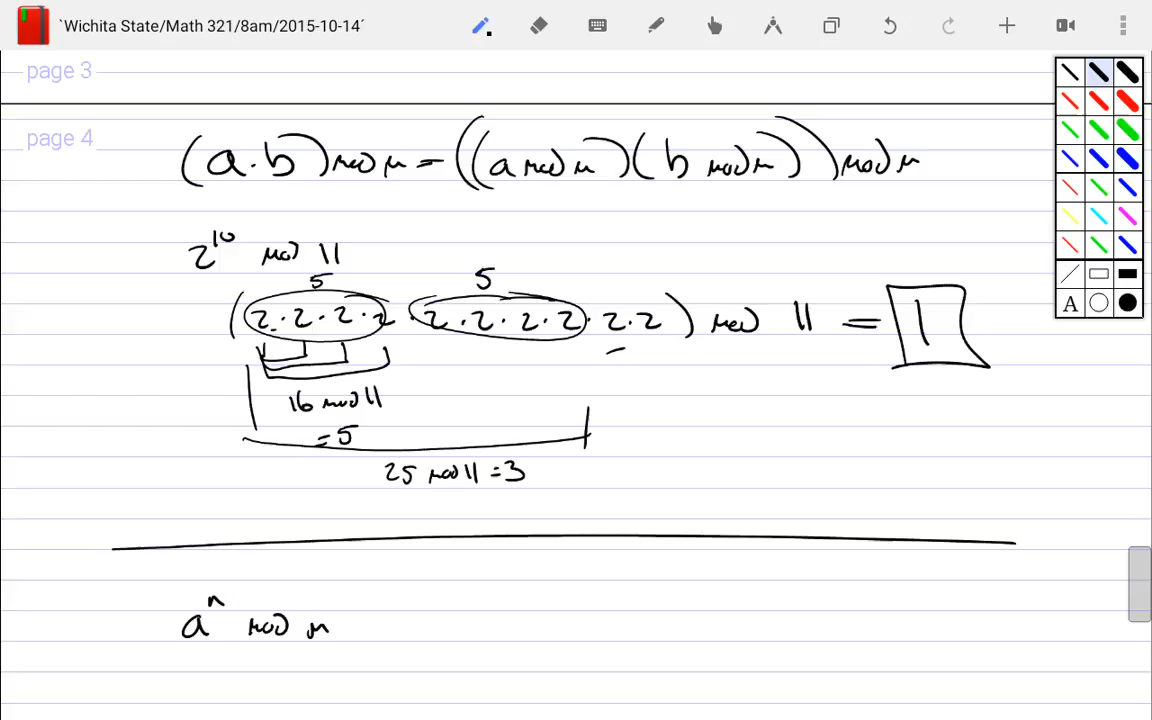 `Wichita State/Math 321/8am/2015-10-14´
page 3
page 4
(a·b) mod m = ((a mod m)(b mod m)) mod m
2^10 mod 11
5 5
(2·2·2·2·2·2·2·2·2·2) mod 11 = 1
16 mod 11
= 5
25 mod 11 = 3
a^n mod m
A